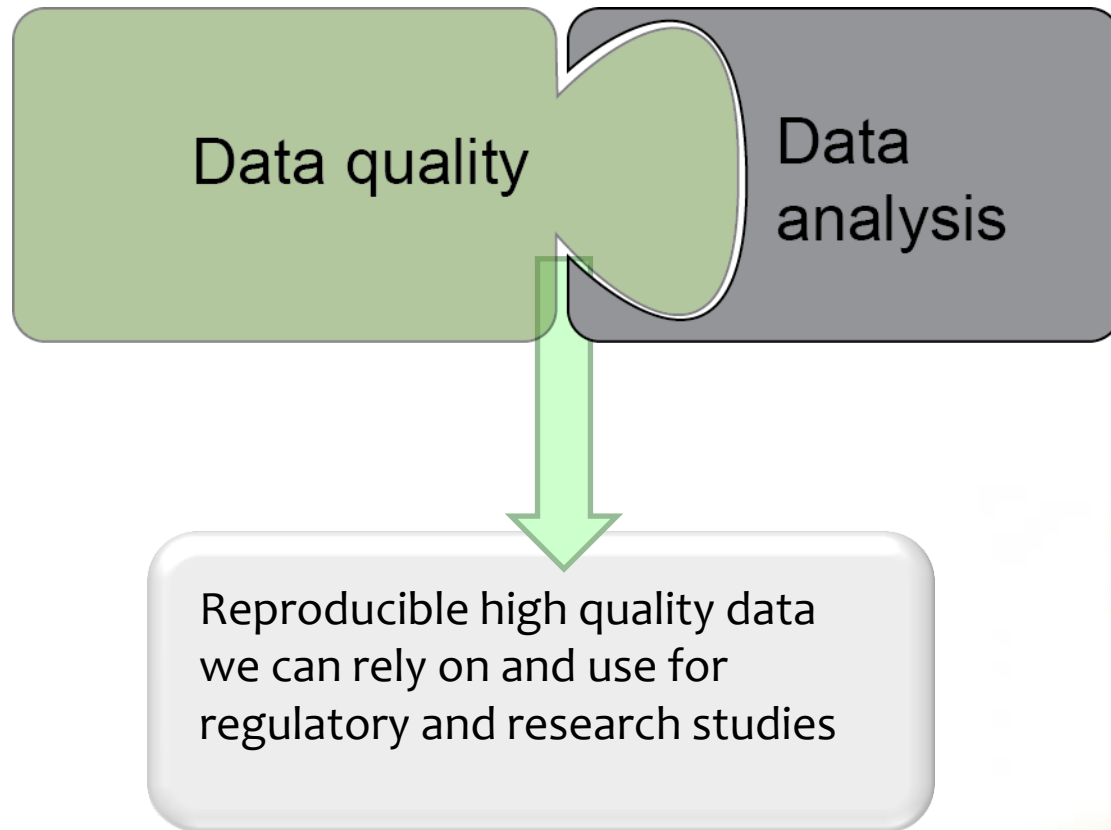 Data quality
Data
analysis
Reproducible high quality data
we can rely on and use for
regulatory and research studies